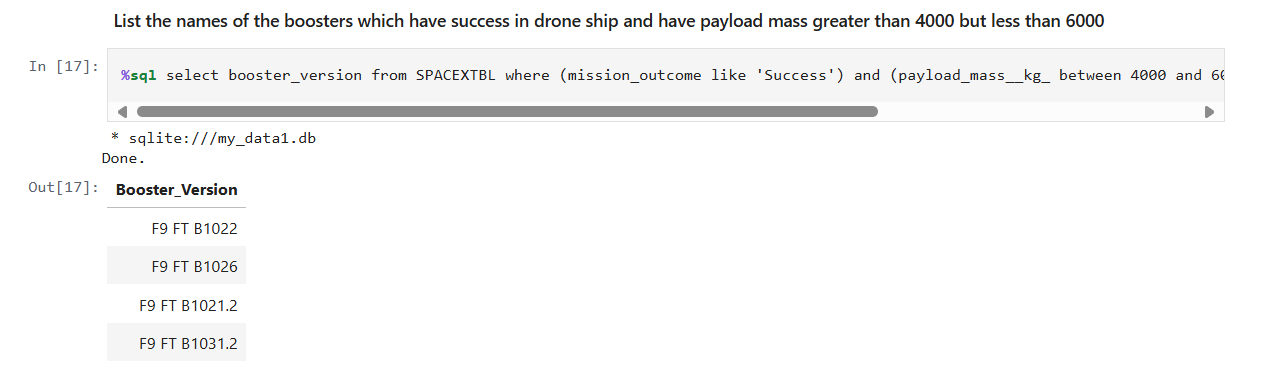 List the names of the boosters which have success in drone ship and have payload mass greater than 4000 but less than 6000
In [17]:
%sql select booster_version from SPACEXTBL where (mission_outcome like 'Success') and (payload_mass__kg_ between 4000 and 60
* sqlite:///my_data1.db
Done.
Out[17]:
Booster_Version
F9 FT B1022
F9 FT B1026
F9 FT B1021.2
F9 FT B1031.2